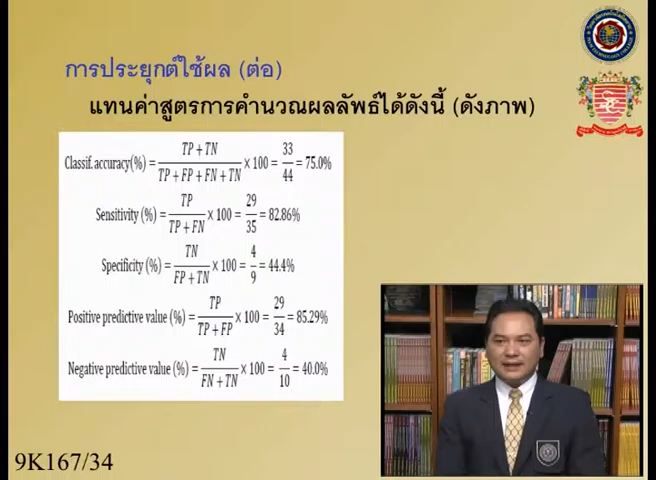 การประยุกต์ใช้ผล (ต่อ)
แทนค่าสูตรการคำนวณผลลัพธ์ได้ดังนี้ (ดังภาพ)
Classif. accuracy(%) = TP + TN / TP + FP + FN + TN × 100 = 33 / 44 = 75.0%
Sensitivity (%) = TP / TP + FN × 100 = 29 / 35 = 82.86%
Specificity (%) = TN / FP + TN × 100 = 4 / 9 = 44.4%
Positive predictive value (%) = TP / TP + FP × 100 = 29 / 34 = 85.29%
Negative predictive value (%) = TN / FN + TN × 100 = 4 / 10 = 40.0%
9K167/34